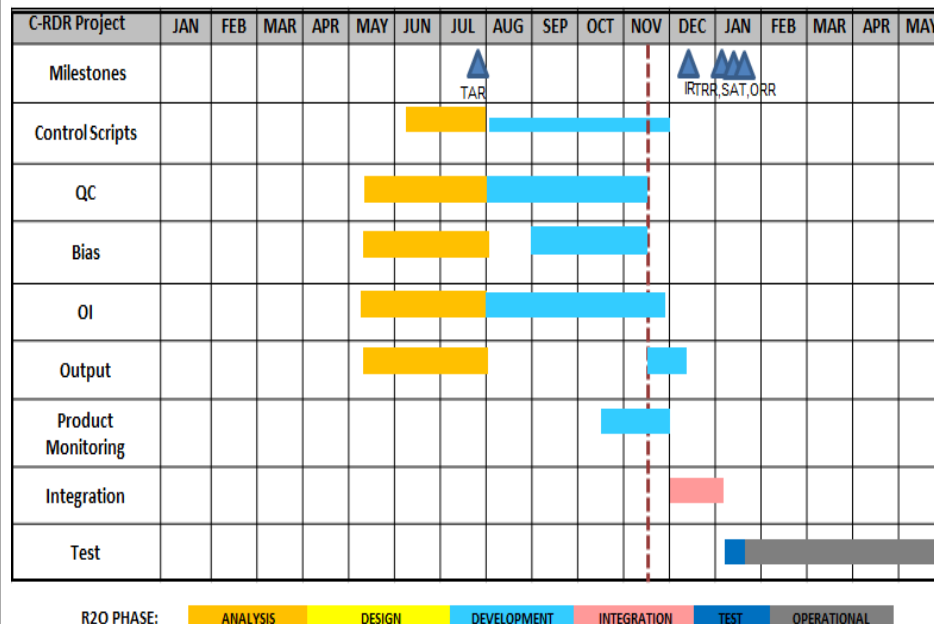 C-RDR Project JAN FEB MAR APR MAY JUN JUL AUG SEP OCT NOV DEC JAN FEB MAR APR MAY
Milestones
TAR IRTRR,SAT,ORR
Control Scripts
QC
Bias
OI
Output
Product
Monitoring
Integration
Test
R2O PHASE: ANALYSIS DESIGN DEVELOPMENT INTEGRATION TEST OPERATIONAL